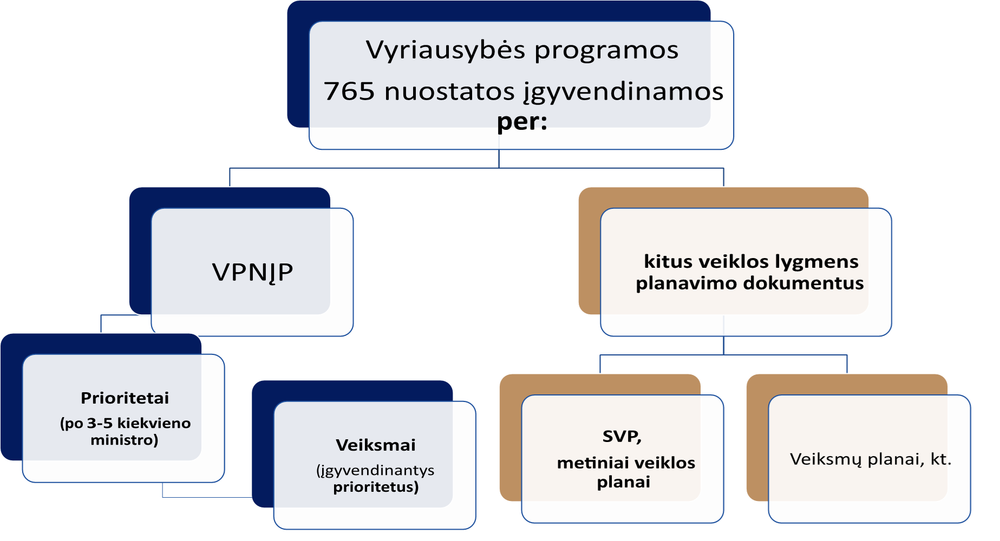 Vyriausybės programos
765 nuostatos įgyvendinamos
per:
VPNĮP
kitus veiklos lygmens
planavimo dokumentus
Prioritetai
(po 3-5 kiekvieno
ministro)
Veiksmai
(įgyvendinantys
prioritetus)
SVP,
metiniai veiklos
planai
Veiksmų planai, kt.